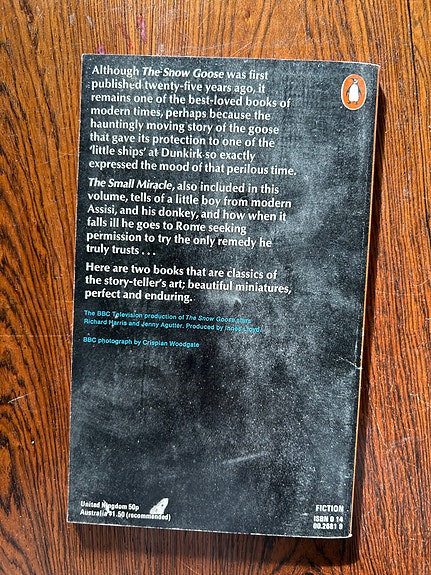 Although The Snow Goose was first
published twenty-five years ago, it
remains one of the best-loved books of
modern times, perhaps because the
hauntingly moving story of the goose
that gave its protection to one of the
'little ships' at Dunkirk so exactly
expressed the mood of that perilous time.
The Small Miracle, also included in this
volume, tells of a little boy from modern
Assisi, and his donkey, and how when it
falls ill he goes to Rome seeking
permission to try the only remedy he
truly trusts . . .
Here are two books that are classics of
the story-teller's art; beautiful miniatures,
perfect and enduring.
The BBC Television production of The Snow Goose stars
Richard Harris and Jenny Agutter. Produced by Innes Lloyd.
BBC photograph by Crispian Woodgate
United Kingdom 50p
Australia $1.50 (recommended)
FICTION
ISBN 0 14
00.2681 9